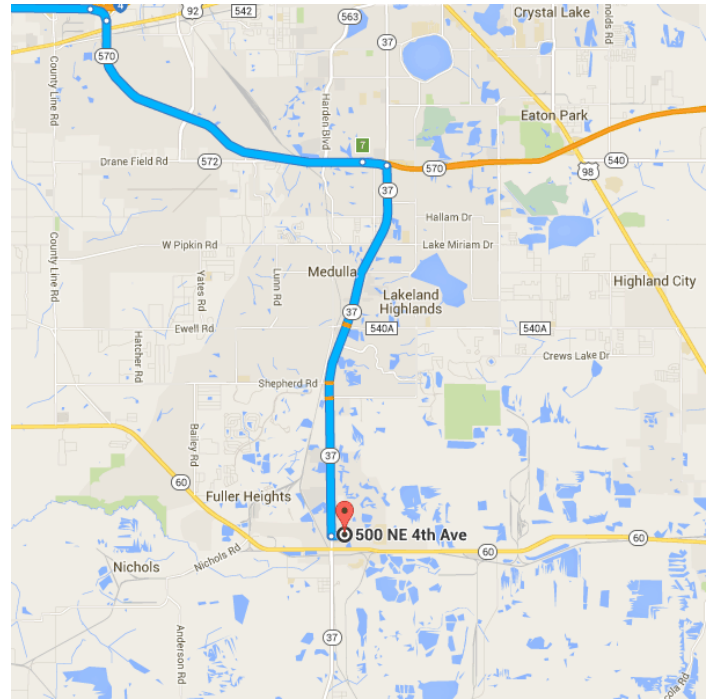 4
92
542
Crystal Lake
563
37
570
County Line Rd
Harden Blvd
Eaton Park
7
Drane Field Rd
572
570
540
98
37
Hallam Dr
W Pipkin Rd
Lake Miriam Dr
County Line Rd
Yates Rd
Lunn Rd
Medulla
Highland City
Lakeland
Highlands
37
Ewell Rd
540A
540A
Hatcher Rd
Crews Lake Dr
Shepherd Rd
Bailey Rd
37
60
Fuller Heights
500 NE 4th Ave
60
60
Nichols Rd
Nichols
Anderson Rd
37